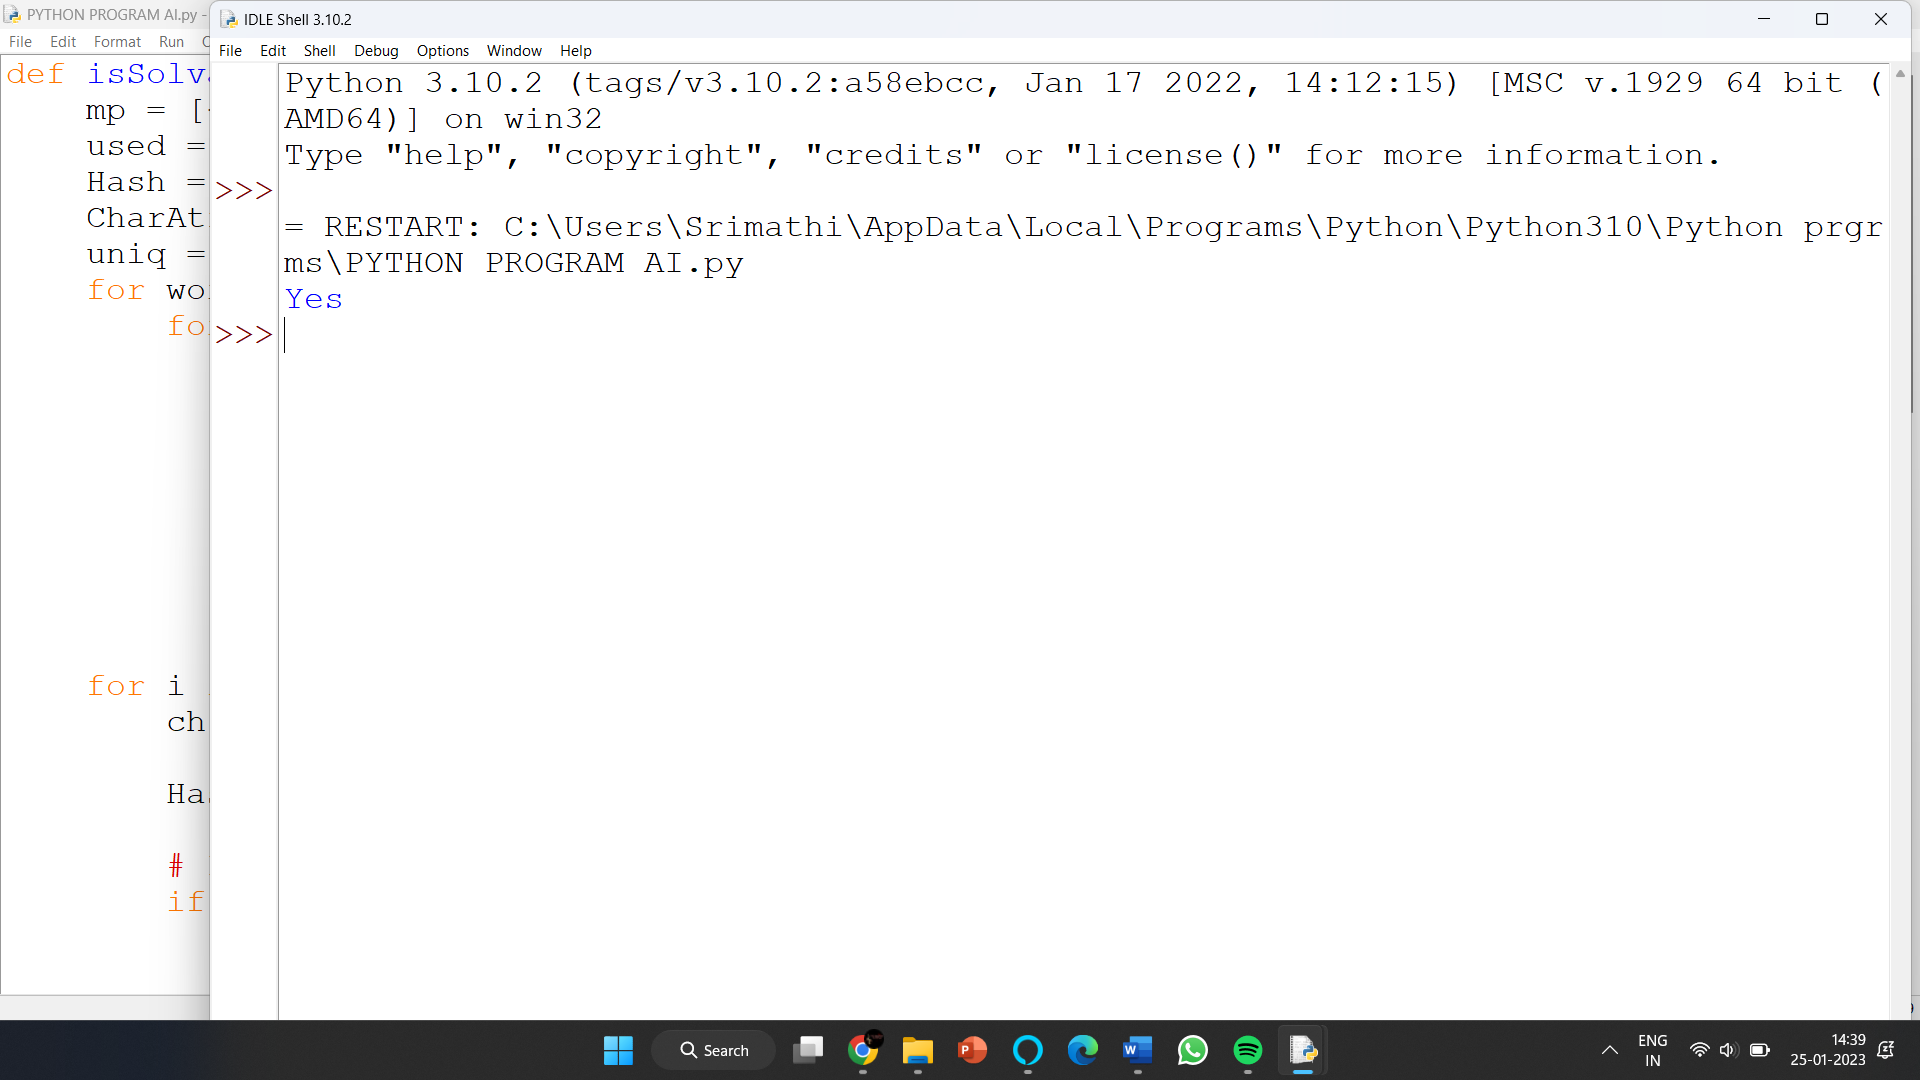 PYTHON PROGRAM AI.py -
File Edit Format Run
def isSolv
mp = [
used =
Hash =
CharAt
uniq =
for wo
fo
for i
ch
Ha
#
if
IDLE Shell 3.10.2
File Edit Shell Debug Options Window Help
Python 3.10.2 (tags/v3.10.2:a58ebcc, Jan 17 2022, 14:12:15) [MSC v.1929 64 bit (
AMD64)] on win32
Type "help", "copyright", "credits" or "license()" for more information.
>>>
= RESTART: C:\Users\Srimathi\AppData\Local\Programs\Python\Python310\Python prgr
ms\PYTHON PROGRAM AI.py
Yes
>>>
Search
ENG
IN
14:39
25-01-2023